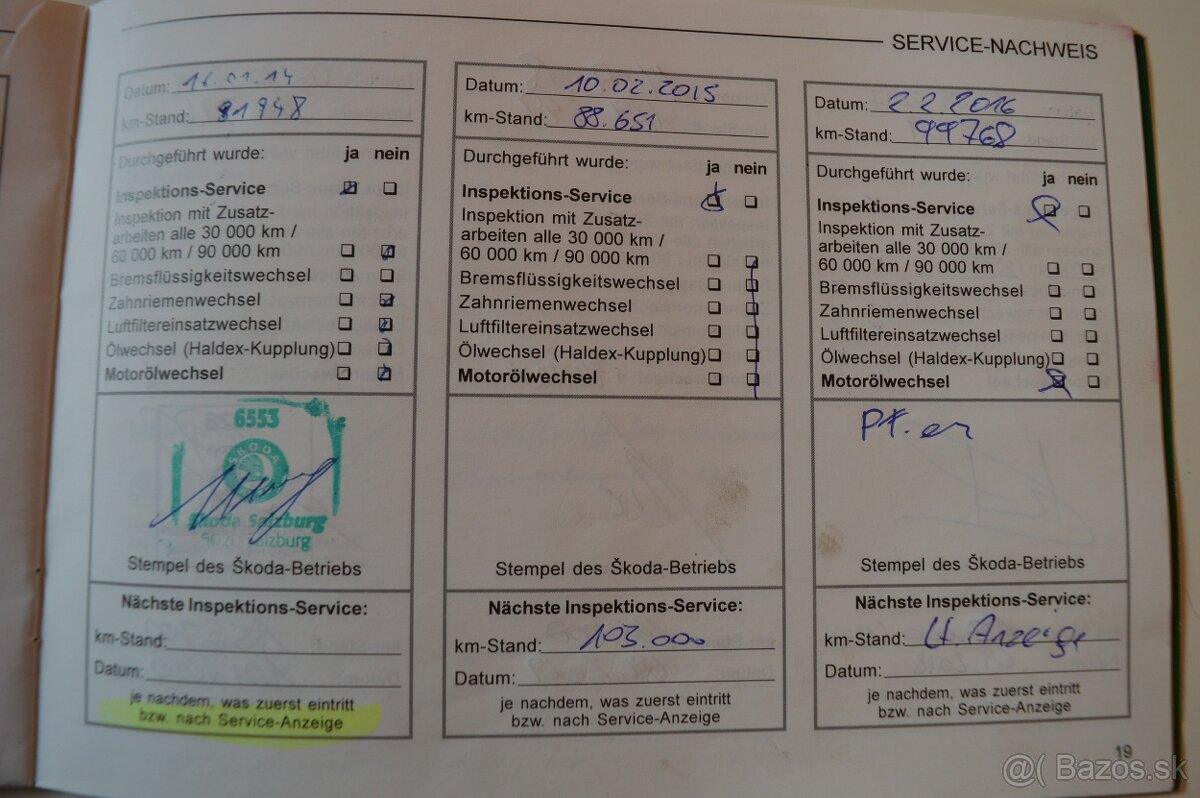 SERVICE-NACHWEIS
Datum: 16.01.14
km-Stand: 81948
Durchgeführt wurde: ja nein
Inspektions-Service
Inspektion mit Zusatz-
arbeiten alle 30 000 km /
60 000 km / 90 000 km
Bremsflüssigkeitswechsel
Zahnriemenwechsel
Luftfiltereinsatzwechsel
Ölwechsel (Haldex-Kupplung)
Motorölwechsel
6553
ŠKODA
Škoda Salzburg
5020 Salzburg
Stempel des Škoda-Betriebs
Nächste Inspektions-Service:
km-Stand:
Datum:
je nachdem, was zuerst eintritt
bzw. nach Service-Anzeige
Datum: 10.02.2015
km-Stand: 88.651
Durchgeführt wurde: ja nein
Inspektions-Service
Inspektion mit Zusatz-
arbeiten alle 30 000 km /
60 000 km / 90 000 km
Bremsflüssigkeitswechsel
Zahnriemenwechsel
Luftfiltereinsatzwechsel
Ölwechsel (Haldex-Kupplung)
Motorölwechsel
Stempel des Škoda-Betriebs
Nächste Inspektions-Service:
km-Stand: 103.000
Datum:
je nachdem, was zuerst eintritt
bzw. nach Service-Anzeige
Datum: 22.2016
km-Stand: 99768
Durchgeführt wurde: ja nein
Inspektions-Service
Inspektion mit Zusatz-
arbeiten alle 30 000 km /
60 000 km / 90 000 km
Bremsflüssigkeitswechsel
Zahnriemenwechsel
Luftfiltereinsatzwechsel
Ölwechsel (Haldex-Kupplung)
Motorölwechsel
Stempel des Škoda-Betriebs
Nächste Inspektions-Service:
km-Stand: Lt. Anzeige
Datum:
je nachdem, was zuerst eintritt
bzw. nach Service-Anzeige
19
@( Bazos.sk